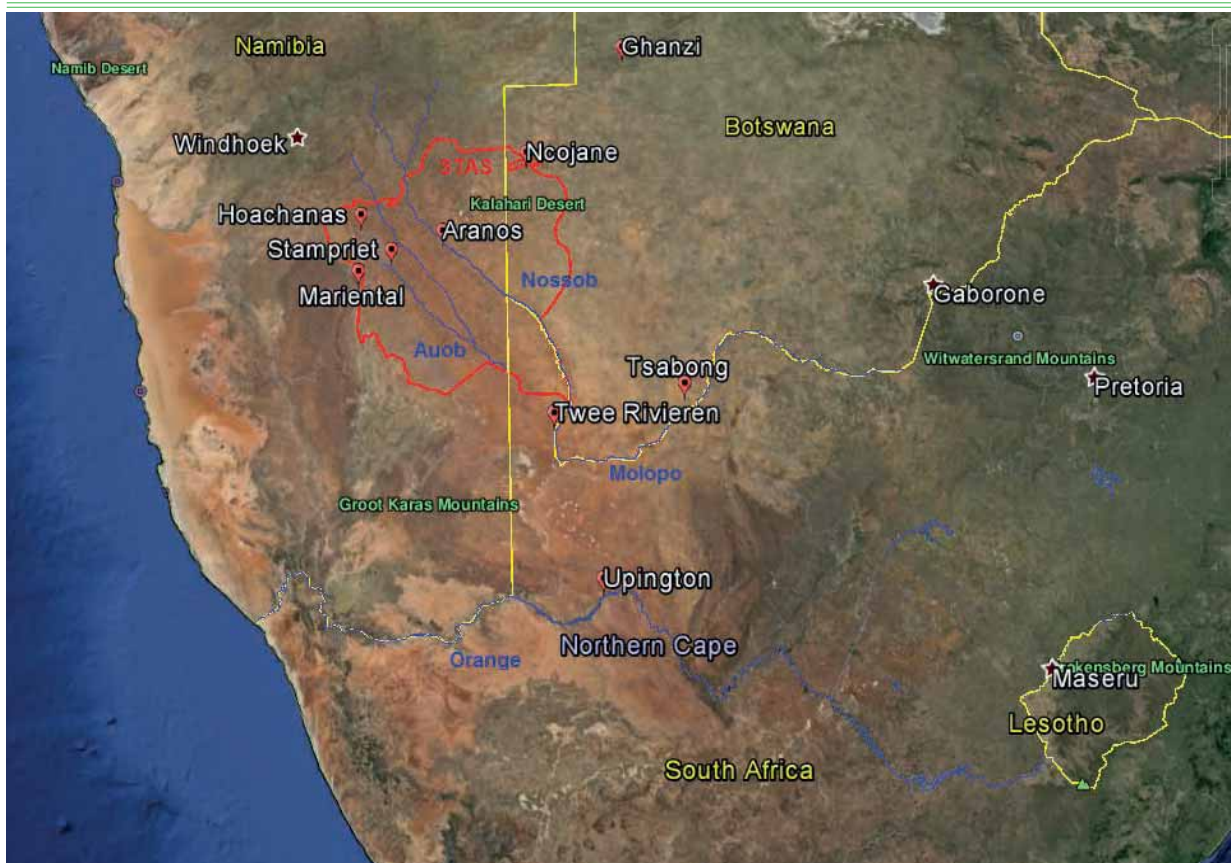 Namibia
Ghanzi
Namib Desert
Botswana
Windhoek
Ncojane
Kalahari Desert
Hoachanas
Aranos
Stampriet
Nossob
Mariental
Gaborone
Auob
Tsabong
Witwatersrand Mountains
Pretoria
Twee Rivieren
Molopo
Groot Karas Mountains
Upington
Northern Cape
Orange
Mountains
Maseru
Lesotho
South Africa